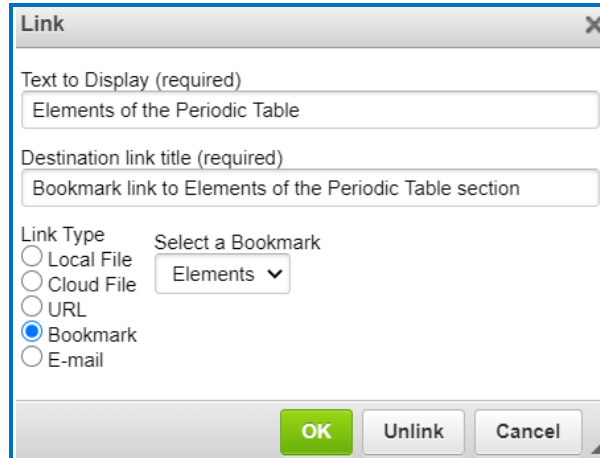 Link
Text to Display (required)
Elements of the Periodic Table
Destination link title (required)
Bookmark link to Elements of the Periodic Table section
Link Type
Local File
Cloud File
URL
Bookmark
E-mail
Select a Bookmark
Elements
OK Unlink Cancel